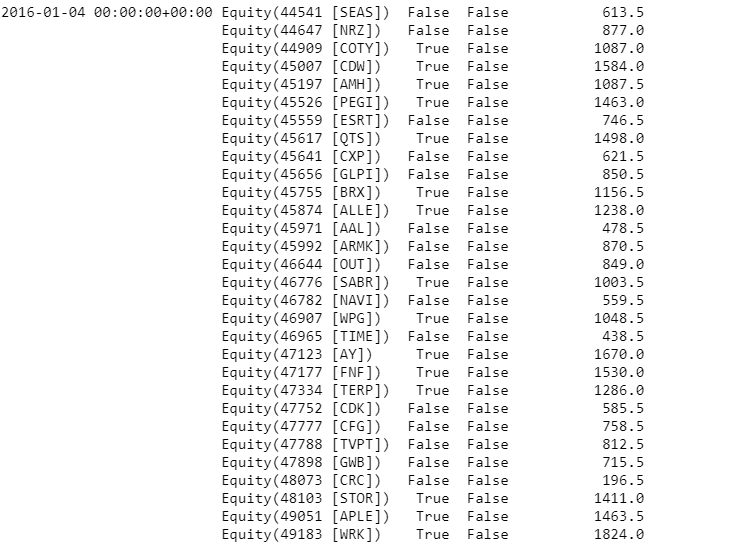 2016-01-04 00:00:00+00:00 Equity(44541 [SEAS]) False False 613.5
Equity(44647 [NRZ]) False False 877.0
Equity(44909 [COTY]) True False 1087.0
Equity(45007 [CDW]) True False 1584.0
Equity(45197 [AMH]) True False 1087.5
Equity(45526 [PEGI]) True False 1463.0
Equity(45559 [ESRT]) False False 746.5
Equity(45617 [QTS]) True False 1498.0
Equity(45641 [CXP]) False False 621.5
Equity(45656 [GLPI]) False False 850.5
Equity(45755 [BRX]) True False 1156.5
Equity(45874 [ALLE]) True False 1238.0
Equity(45971 [AAL]) False False 478.5
Equity(45992 [ARMK]) False False 870.5
Equity(46644 [OUT]) False False 849.0
Equity(46776 [SABR]) True False 1003.5
Equity(46782 [NAVI]) False False 559.5
Equity(46907 [WPG]) True False 1048.5
Equity(46965 [TIME]) False False 438.5
Equity(47123 [AY]) True False 1670.0
Equity(47177 [FNF]) True False 1530.0
Equity(47334 [TERP]) True False 1286.0
Equity(47752 [CDK]) False False 585.5
Equity(47777 [CFG]) False False 758.5
Equity(47788 [TVPT]) False False 812.5
Equity(47898 [GWB]) False False 715.5
Equity(48073 [CRC]) False False 196.5
Equity(48103 [STOR]) True False 1411.0
Equity(49051 [APLE]) True False 1463.5
Equity(49183 [WRK]) True False 1824.0